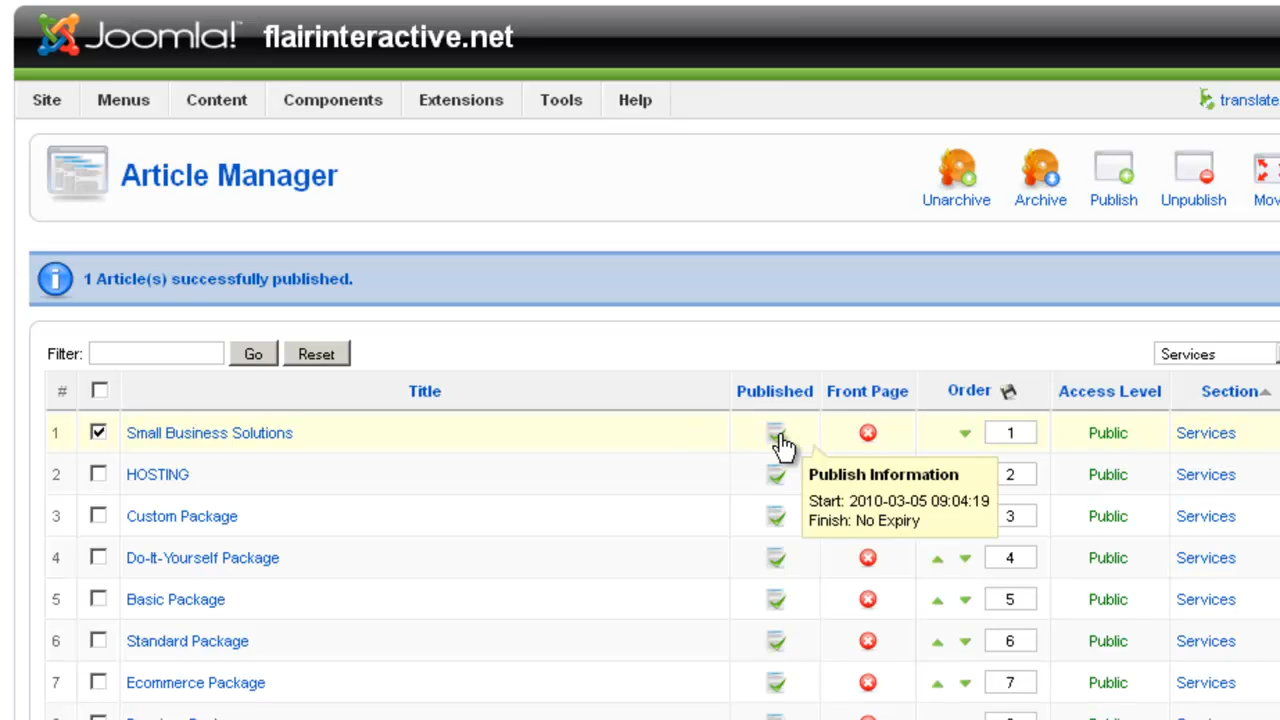 Joomla! flairinteractive.net
Site Menus Content Components Extensions Tools Help translate
Article Manager
Unarchive Archive Publish Unpublish Mov
i 1 Article(s) successfully published.
Filter: Go Reset Services
# Title Published Front Page Order Access Level Section
1 Small Business Solutions 1 Public Services
2 HOSTING 2 Public Services
Publish Information
Start: 2010-03-05 09:04:19
Finish: No Expiry
3 Custom Package 3 Public Services
4 Do-It-Yourself Package 4 Public Services
5 Basic Package 5 Public Services
6 Standard Package 6 Public Services
7 Ecommerce Package 7 Public Services